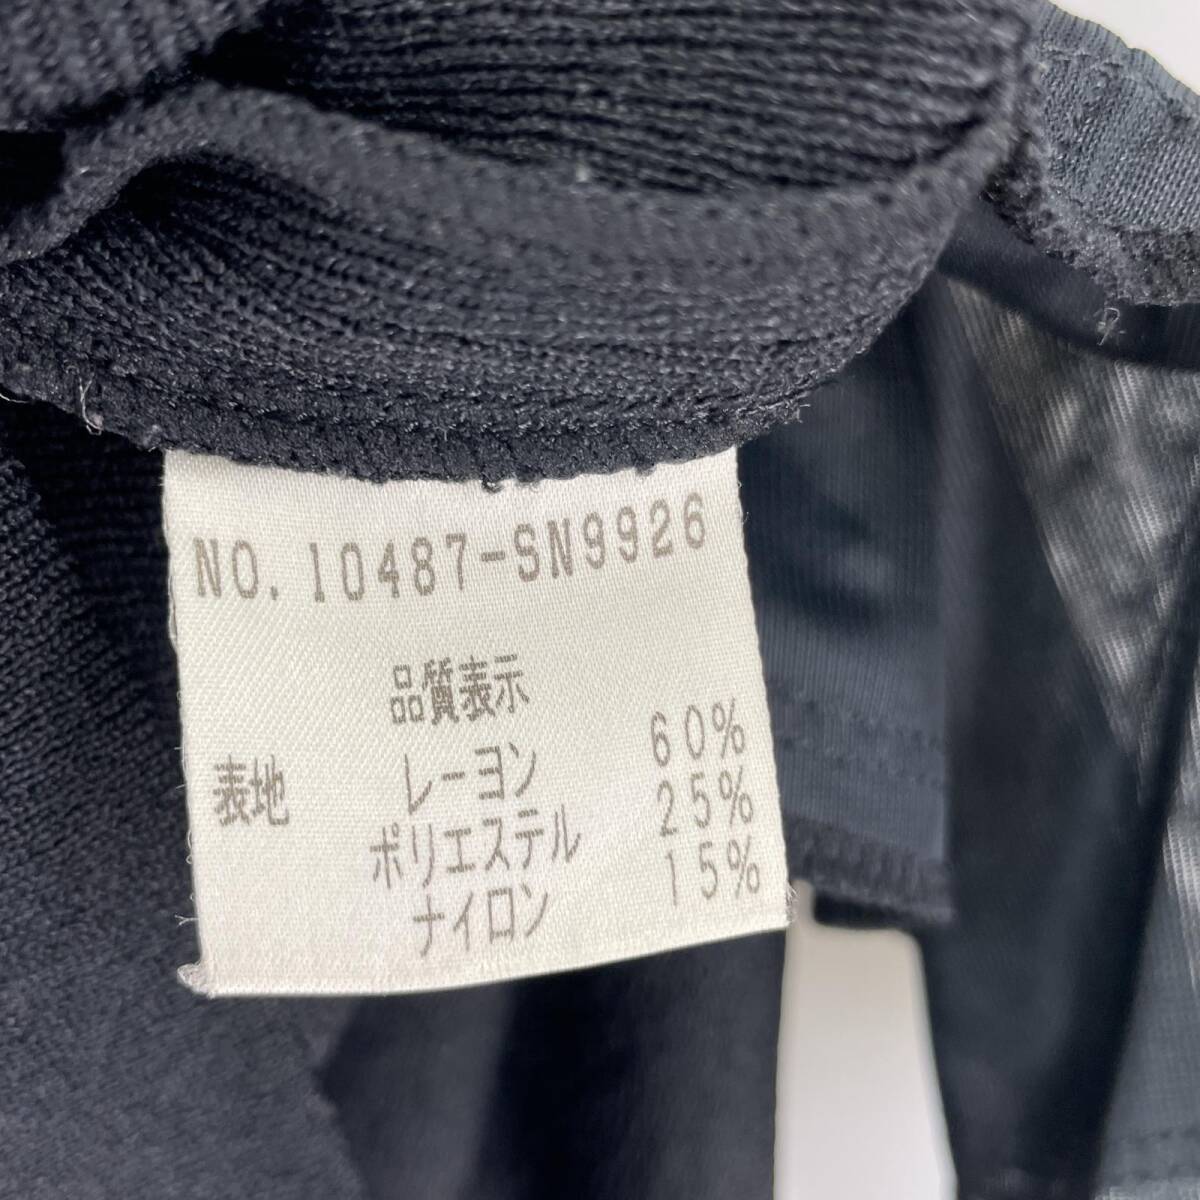 NO. 10487-SN9926
品質表示
表地 レーヨン 60%
ポリエステル 25%
ナイロン 15%